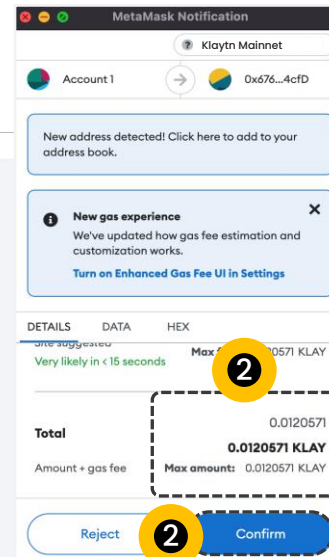 MetaMask Notification
? Klaytn Mainnet
Account 1
0x676...4cfD
New address detected! Click here to add to your
address book.
New gas experience
We've updated how gas fee estimation and
customization works.
Turn on Enhanced Gas Fee UI in Settings
DETAILS DATA HEX
Site suggested
Very likely in < 15 seconds
Max 0571 KLAY
2
0.0120571
Total
0.0120571 KLAY
Amount + gas fee Max amount: 0.0120571 KLAY
Reject 2 Confirm